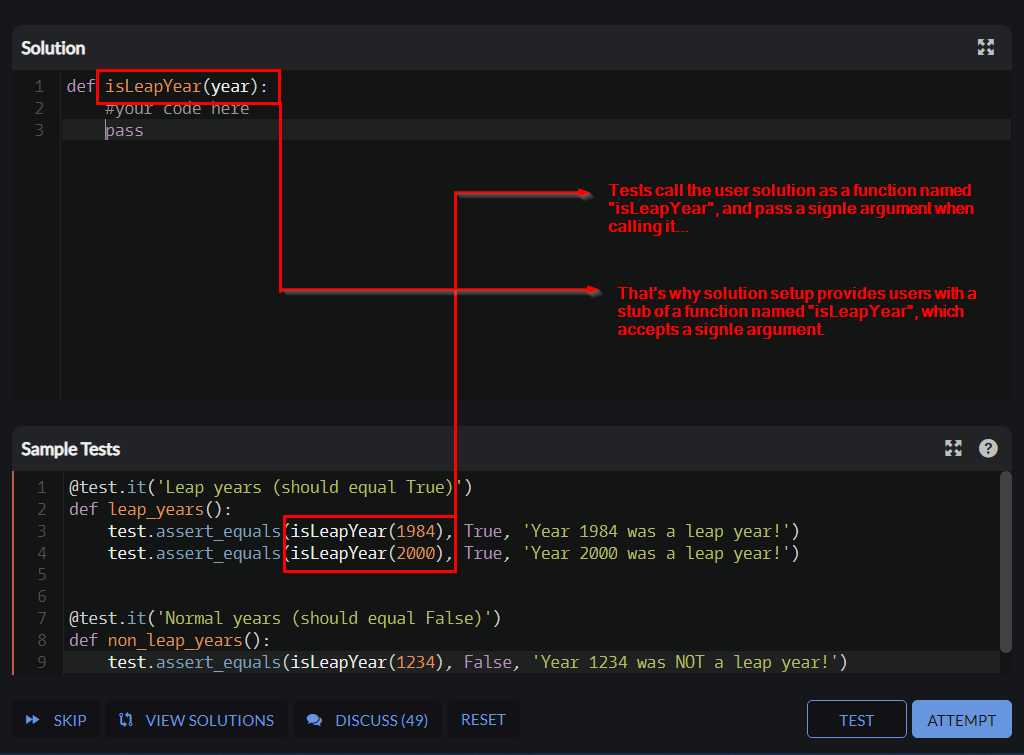 Solution
1 def isLeapYear(year):
2 #your code here
3 pass
Tests call the user solution as a function named
"isLeapYear", and pass a signle argument when
calling it...
That's why solution setup provides users with a
stub of a function named "isLeapYear", which
accepts a signle argument.
Sample Tests
?
1 @test.it('Leap years (should equal True)')
2 def leap_years():
3 test.assert_equals(isLeapYear(1984), True, 'Year 1984 was a leap year!')
4 test.assert_equals(isLeapYear(2000), True, 'Year 2000 was a leap year!')
5
6
7 @test.it('Normal years (should equal False)')
8 def non_leap_years():
9 test.assert_equals(isLeapYear(1234), False, 'Year 1234 was NOT a leap year!')
SKIP VIEW SOLUTIONS DISCUSS (49) RESET TEST ATTEMPT